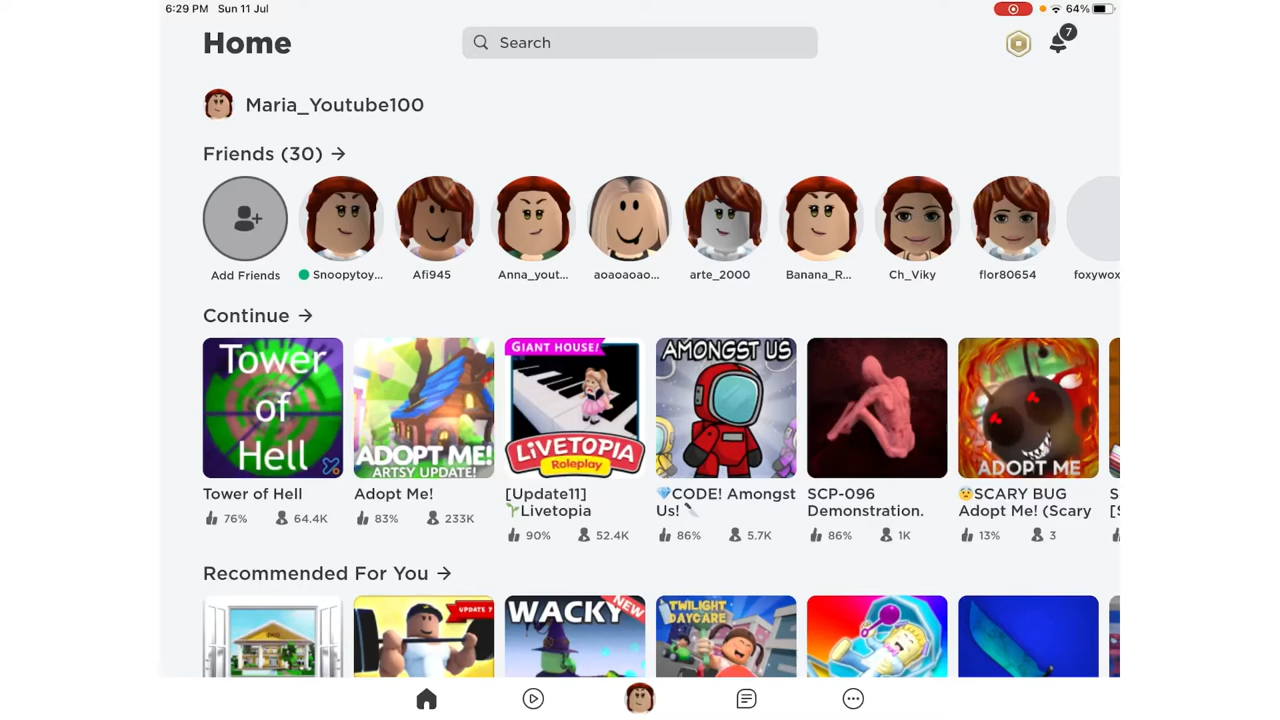 6:29 PM Sun 11 Jul
64%
Home
Search
7
Maria_Youtube100
Friends (30) →
Add Friends
Snoopytoy...
Afi945
Anna_yout...
aoaoaoao...
arte_2000
Banana_R...
Ch_Viky
flor80654
foxywox
Continue →
Tower
of
Hell
ADOPT ME!
ARTSY UPDATE!
GIANT HOUSE!
LIVETOPIA
Roleplay
AMONGST US
ADOPT ME
Tower of Hell
76% 64.4K
Adopt Me!
83% 233K
[Update11]
🌱Livetopia
90% 52.4K
💎CODE! Amongst
Us! 🔪
86% 5.7K
SCP-096
Demonstration.
86% 1K
😨SCARY BUG
Adopt Me! (Scary
13% 3
S
[S
Recommended For You →
UPDATE 7
WACKY
NEW
TWILIGHT
DAYCARE